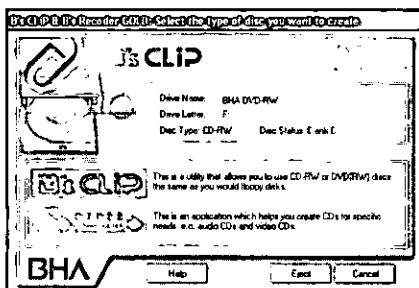 B's CLiP B's Recorder GOLD: Select the type of disc you want to create.
B's CLiP
Drive Name: BHA DVD-RW
Drive Letter: F:
Disc Type: CD-RW Disc Status:
B's CLiP
This is a utility that allows you to use CD-RW or DVD(RW) discs
the same as you would floppy disks.
This is an application which helps you create CDs for specific
needs. e.g. audio CDs and video CDs.
BHA
Help
Eject
Cancel